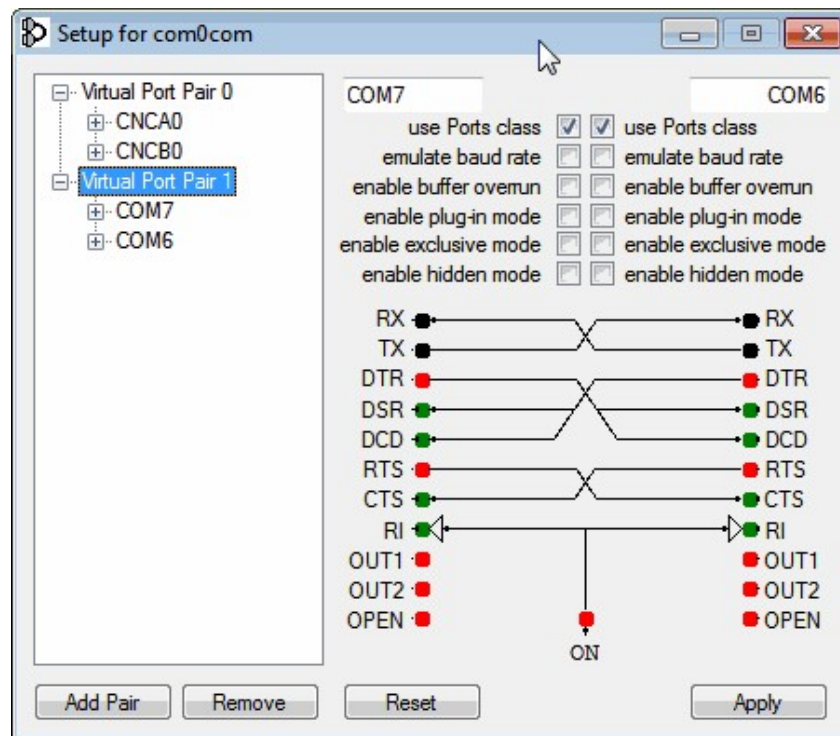 Setup for com0com
Virtual Port Pair 0
CNCA0
CNCB0
Virtual Port Pair 1
COM7
COM6
COM7 COM6
use Ports class use Ports class
emulate baud rate emulate baud rate
enable buffer overrun enable buffer overrun
enable plug-in mode enable plug-in mode
enable exclusive mode enable exclusive mode
enable hidden mode enable hidden mode
RX RX
TX TX
DTR DTR
DSR DSR
DCD DCD
RTS RTS
CTS CTS
RI RI
OUT1 OUT1
OUT2 OUT2
OPEN OPEN
ON
Add Pair Remove Reset Apply